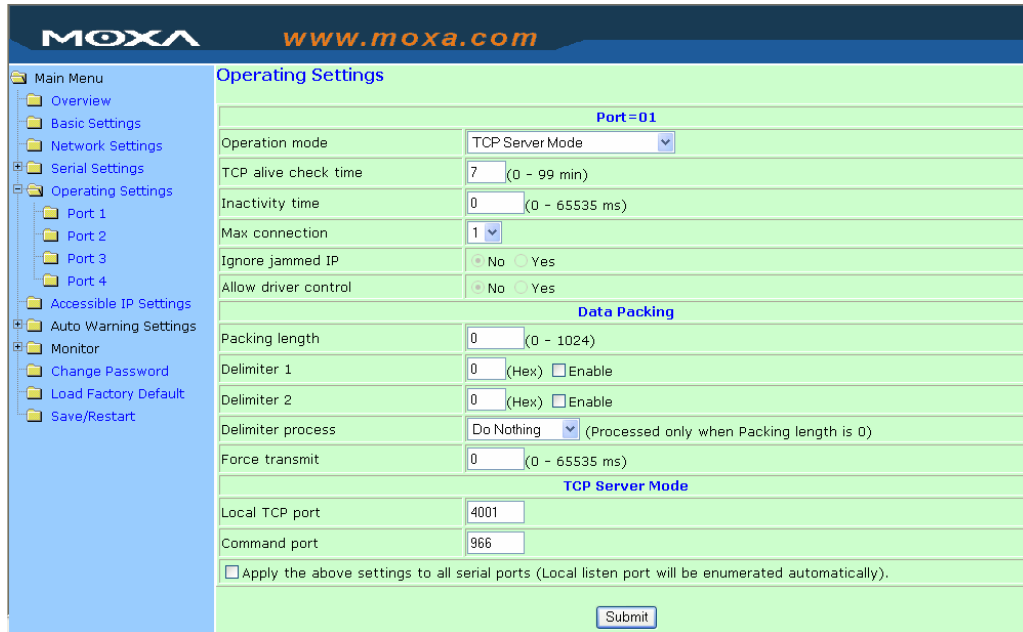 MOXA www.moxa.com
Main Menu
Overview
Basic Settings
Network Settings
Serial Settings
Operating Settings
Port 1
Port 2
Port 3
Port 4
Accessible IP Settings
Auto Warning Settings
Monitor
Change Password
Load Factory Default
Save/Restart
Operating Settings
Port=01
Operation mode TCP Server Mode
TCP alive check time 7 (0 - 99 min)
Inactivity time 0 (0 - 65535 ms)
Max connection 1
Ignore jammed IP No Yes
Allow driver control No Yes
Data Packing
Packing length 0 (0 - 1024)
Delimiter 1 0 (Hex) Enable
Delimiter 2 0 (Hex) Enable
Delimiter process Do Nothing (Processed only when Packing length is 0)
Force transmit 0 (0 - 65535 ms)
TCP Server Mode
Local TCP port 4001
Command port 966
Apply the above settings to all serial ports (Local listen port will be enumerated automatically).
Submit